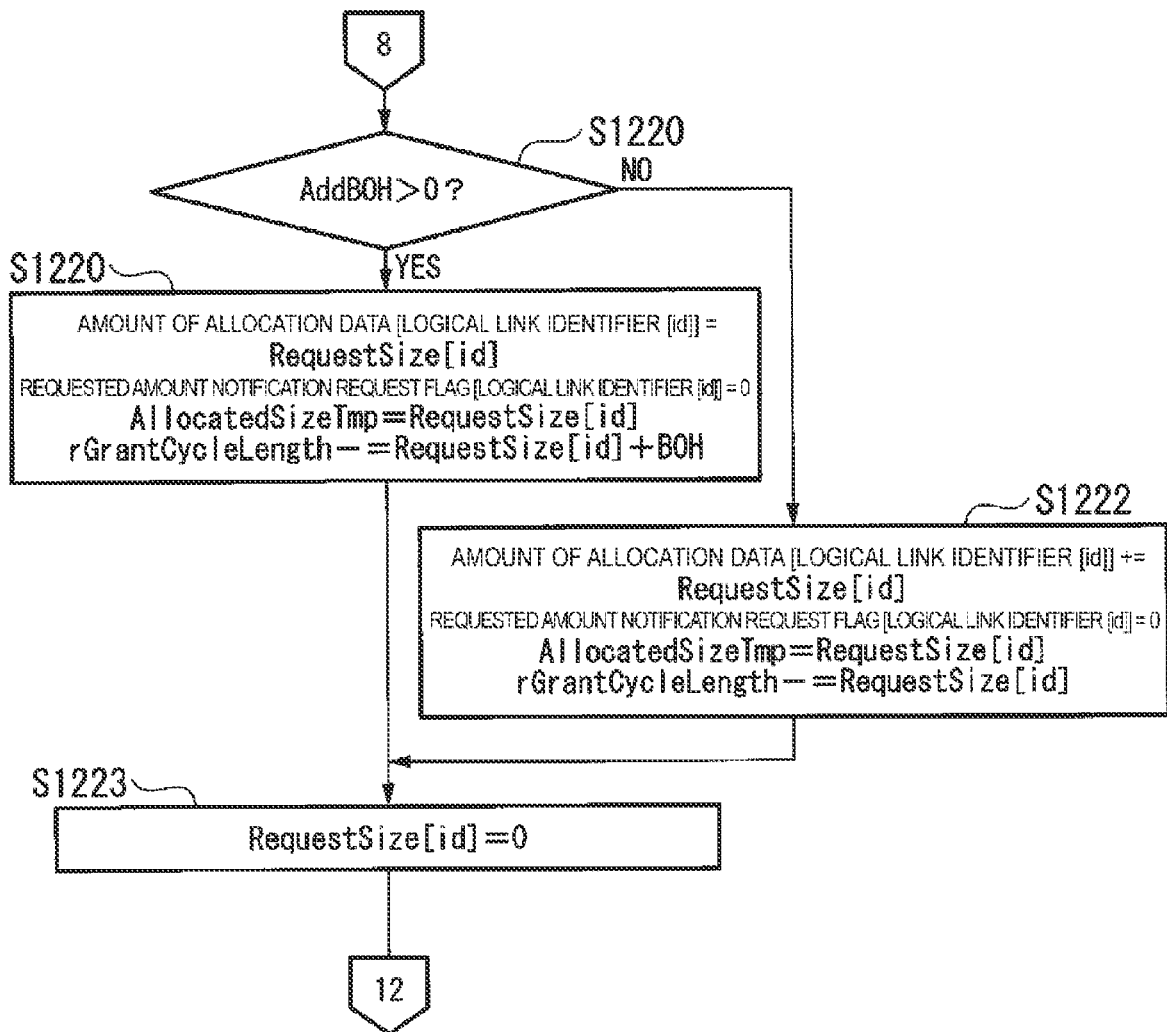 8
S1220
AddBOH>0?
NO
YES
S1220
AMOUNT OF ALLOCATION DATA [LOGICAL LINK IDENTIFIER [id]] =
RequestSize[id]
REQUESTED AMOUNT NOTIFICATION REQUEST FLAG [LOGICAL LINK IDENTIFIER [id]] = 0
AllocatedSizeTmp=RequestSize[id]
rGrantCycleLength-=RequestSize[id]+BOH
S1222
AMOUNT OF ALLOCATION DATA [LOGICAL LINK IDENTIFIER [id]] +=
RequestSize[id]
REQUESTED AMOUNT NOTIFICATION REQUEST FLAG [LOGICAL LINK IDENTIFIER [id]] = 0
AllocatedSizeTmp=RequestSize[id]
rGrantCycleLength-=RequestSize[id]
S1223
RequestSize[id]=0
12